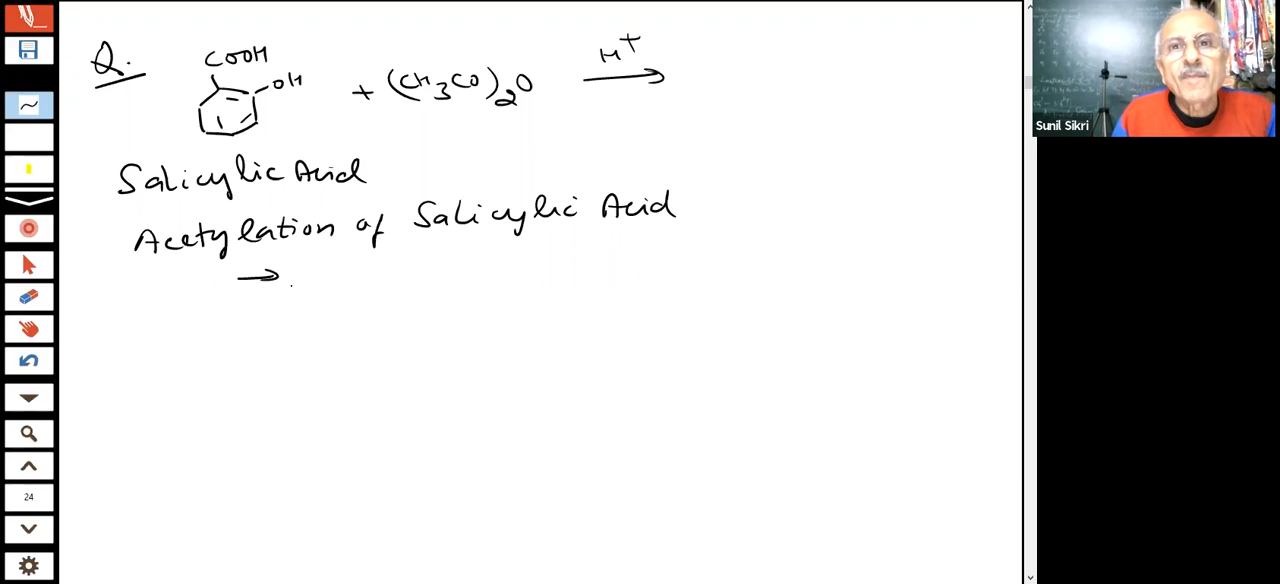 Q.
COOH
OH
+ (CH3CO)2O
H+
Salicylic Acid
Acetylation of Salicylic Acid
→
Sunil Sikri
24